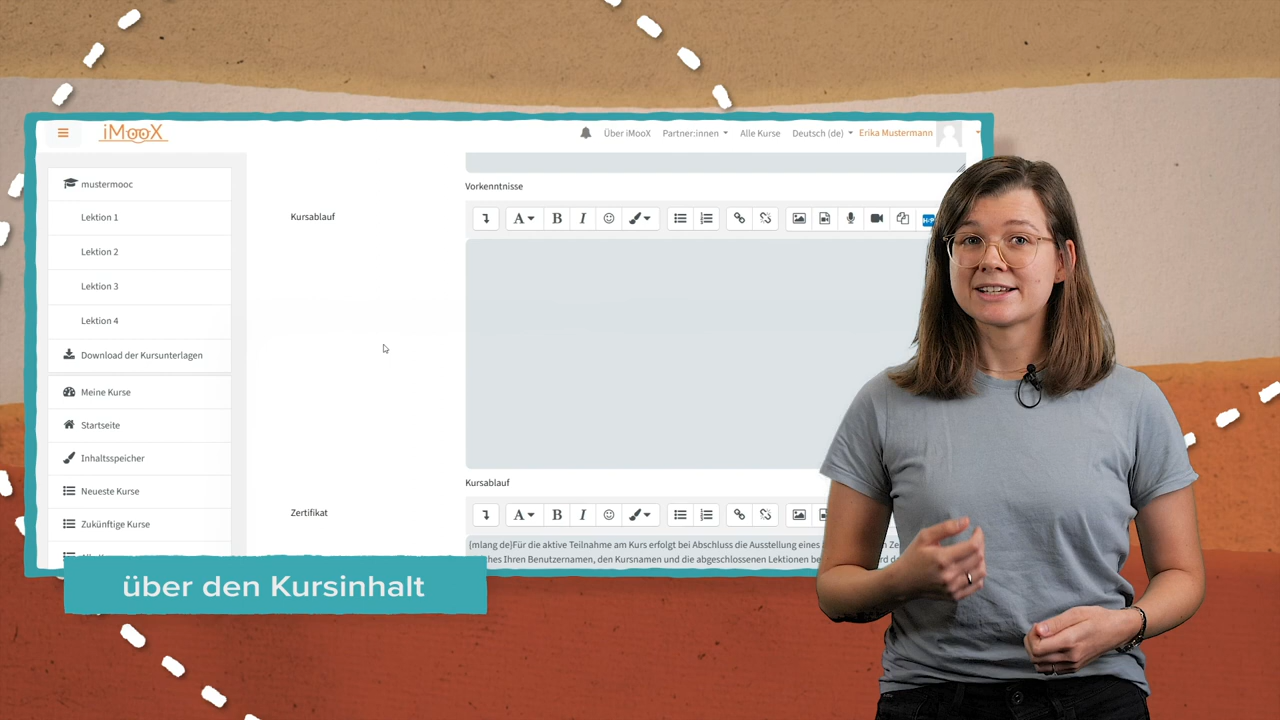 iMooX
Über iMooX
Partner:innen
Alle Kurse
Deutsch (de)
Erika Mustermann
mustermooc
Lektion 1
Lektion 2
Lektion 3
Lektion 4
Download der Kursunterlagen
Meine Kurse
Startseite
Inhaltsspeicher
Neueste Kurse
Zukünftige Kurse
Vorkenntnisse
Kursablauf
A B I
Kursablauf
Zertifikat
A B I
{mlang de}Für die aktive Teilnahme am Kurs erfolgt bei Abschluss die Ausstellung eines
Ihren Benutzernamen, den Kursnamen und die abgeschlossenen Lektionen
über den Kursinhalt